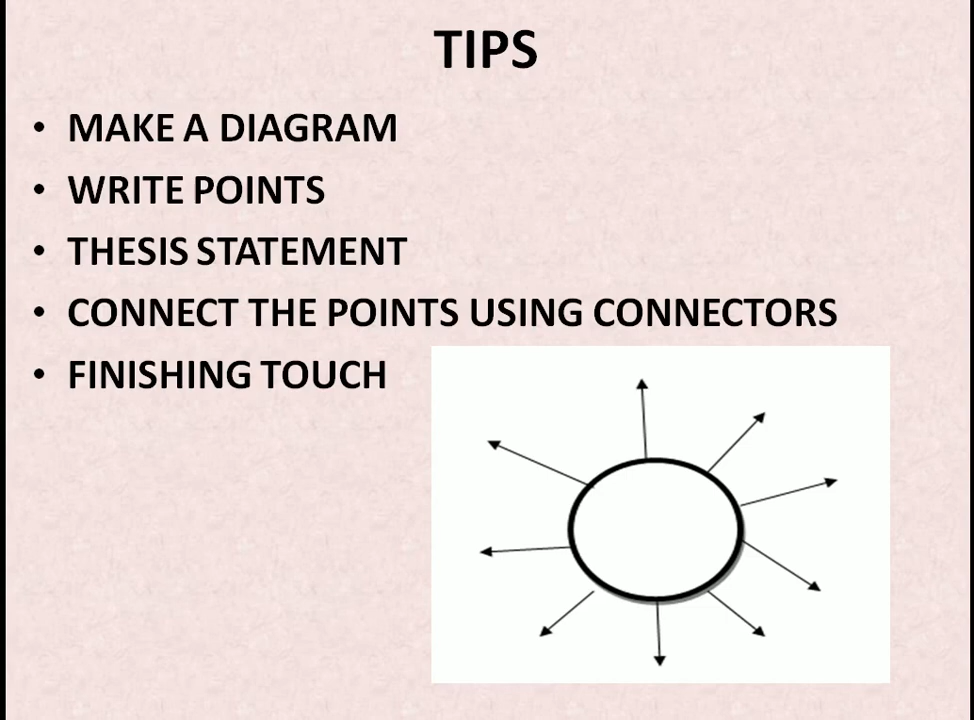 TIPS
• MAKE A DIAGRAM
• WRITE POINTS
• THESIS STATEMENT
• CONNECT THE POINTS USING CONNECTORS
• FINISHING TOUCH